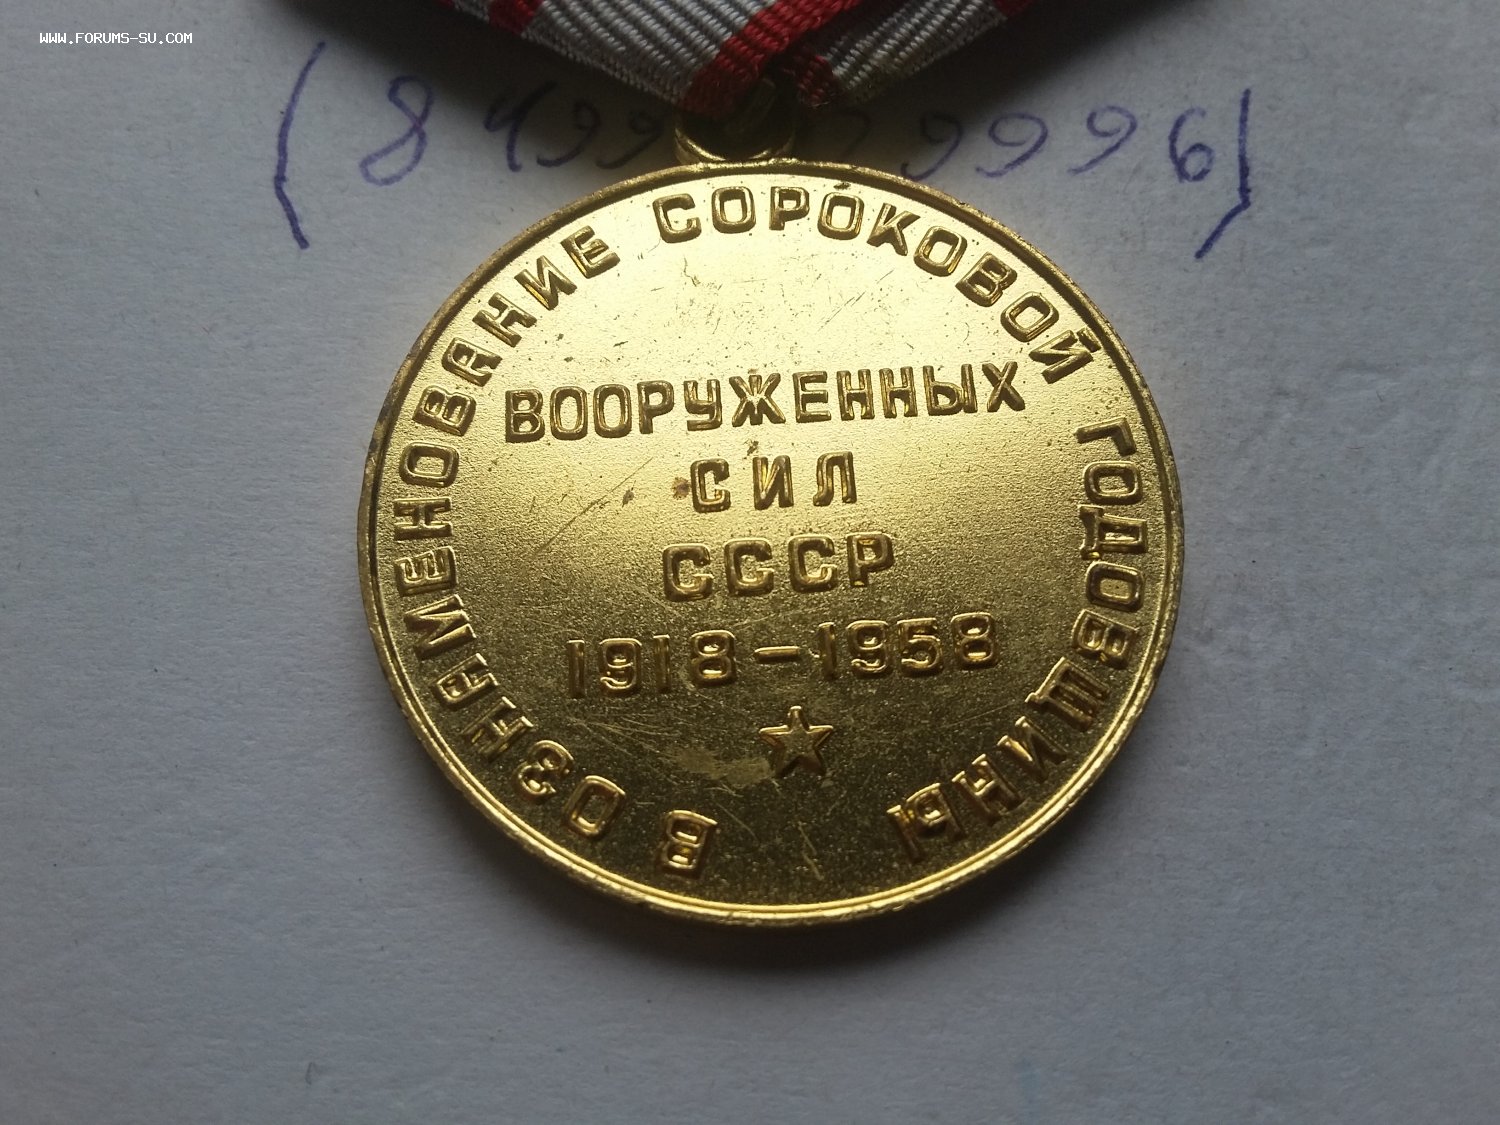 WWW.FORUMS-SU.COM
В ОЗНАМЕНОВАНИЕ СОРОКОВОЙ ГОДОВЩИНЫ
ВООРУЖЕННЫХ
СИЛ
СССР
1918-1958